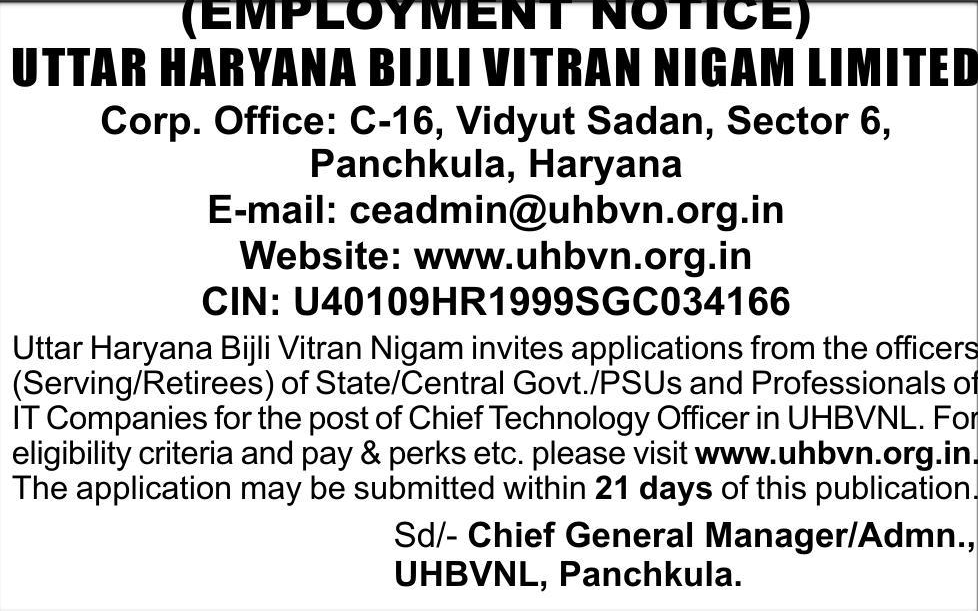 (EMPLOYMENT NOTICE)
UTTAR HARYANA BIJLI VITRAN NIGAM LIMITED
Corp. Office: C-16, Vidyut Sadan, Sector 6,
Panchkula, Haryana
E-mail: ceadmin@uhbvn.org.in
Website: www.uhbvn.org.in
CIN: U40109HR1999SGC034166
Uttar Haryana Bijli Vitran Nigam invites applications from the officers
(Serving/Retirees) of State/Central Govt./PSUs and Professionals of
IT Companies for the post of Chief Technology Officer in UHBVNL. For
eligibility criteria and pay & perks etc. please visit www.uhbvn.org.in.
The application may be submitted within 21 days of this publication.
Sd/- Chief General Manager/Admn.,
UHBVNL, Panchkula.